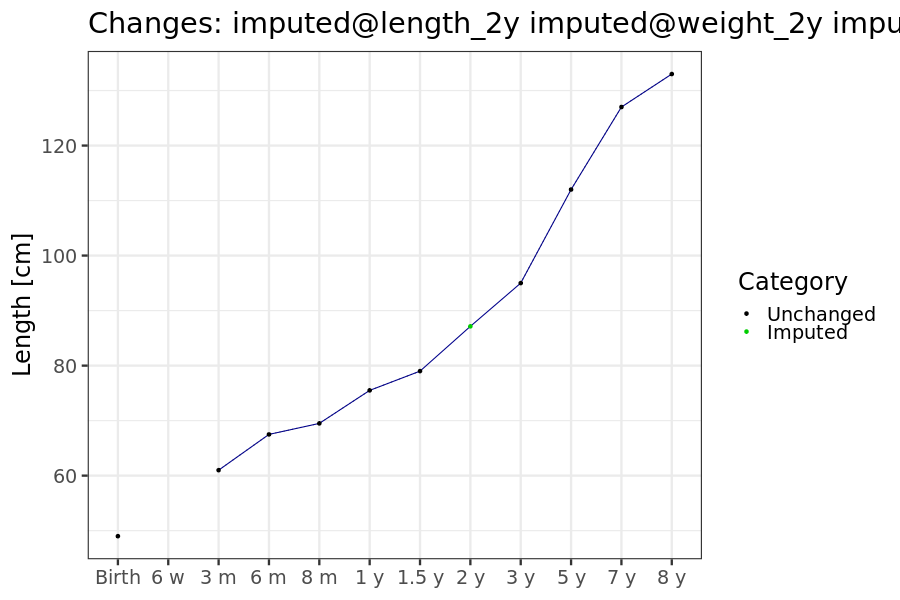 Changes: imputed@length_2y imputed@weight_2y impu
Length [cm]
120
100
80
60
Birth 6 w 3 m 6 m 8 m 1 y 1.5 y 2 y 3 y 5 y 7 y 8 y
Category
Unchanged
Imputed